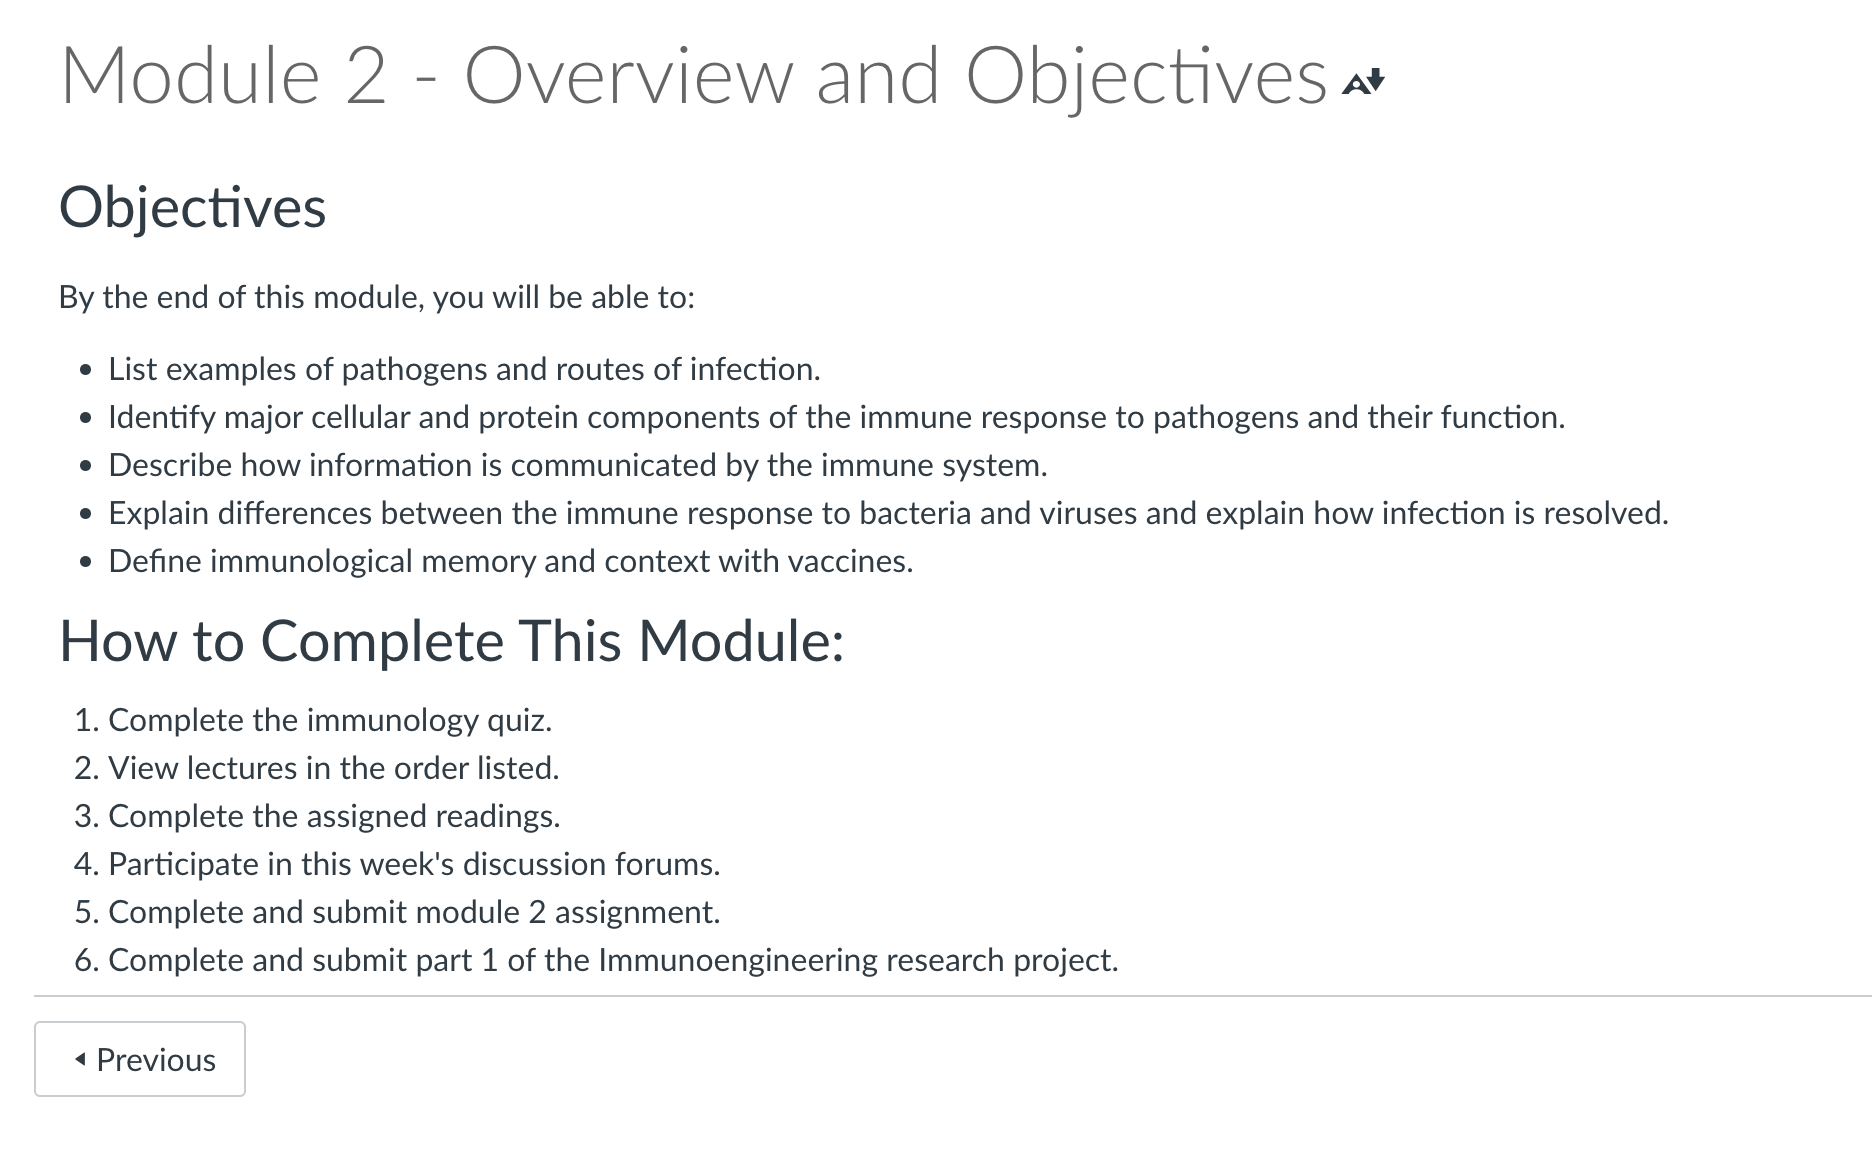 Module 2 - Overview and Objectives
Objectives
By the end of this module, you will be able to:
• List examples of pathogens and routes of infection.
• Identify major cellular and protein components of the immune response to pathogens and their function.
• Describe how information is communicated by the immune system.
• Explain differences between the immune response to bacteria and viruses and explain how infection is resolved.
• Define immunological memory and context with vaccines.
How to Complete This Module:
1. Complete the immunology quiz.
2. View lectures in the order listed.
3. Complete the assigned readings.
4. Participate in this week's discussion forums.
5. Complete and submit module 2 assignment.
6. Complete and submit part 1 of the Immunoengineering research project.
Previous